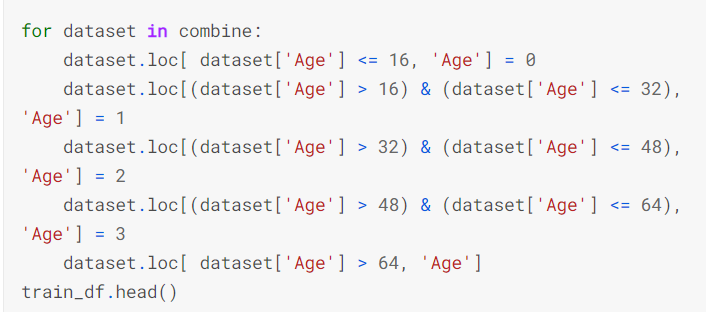 for dataset in combine:
    dataset.loc[ dataset['Age'] <= 16, 'Age'] = 0
    dataset.loc[(dataset['Age'] > 16) & (dataset['Age'] <= 32),
'Age'] = 1
    dataset.loc[(dataset['Age'] > 32) & (dataset['Age'] <= 48),
'Age'] = 2
    dataset.loc[(dataset['Age'] > 48) & (dataset['Age'] <= 64),
'Age'] = 3
    dataset.loc[ dataset['Age'] > 64, 'Age']
train_df.head()